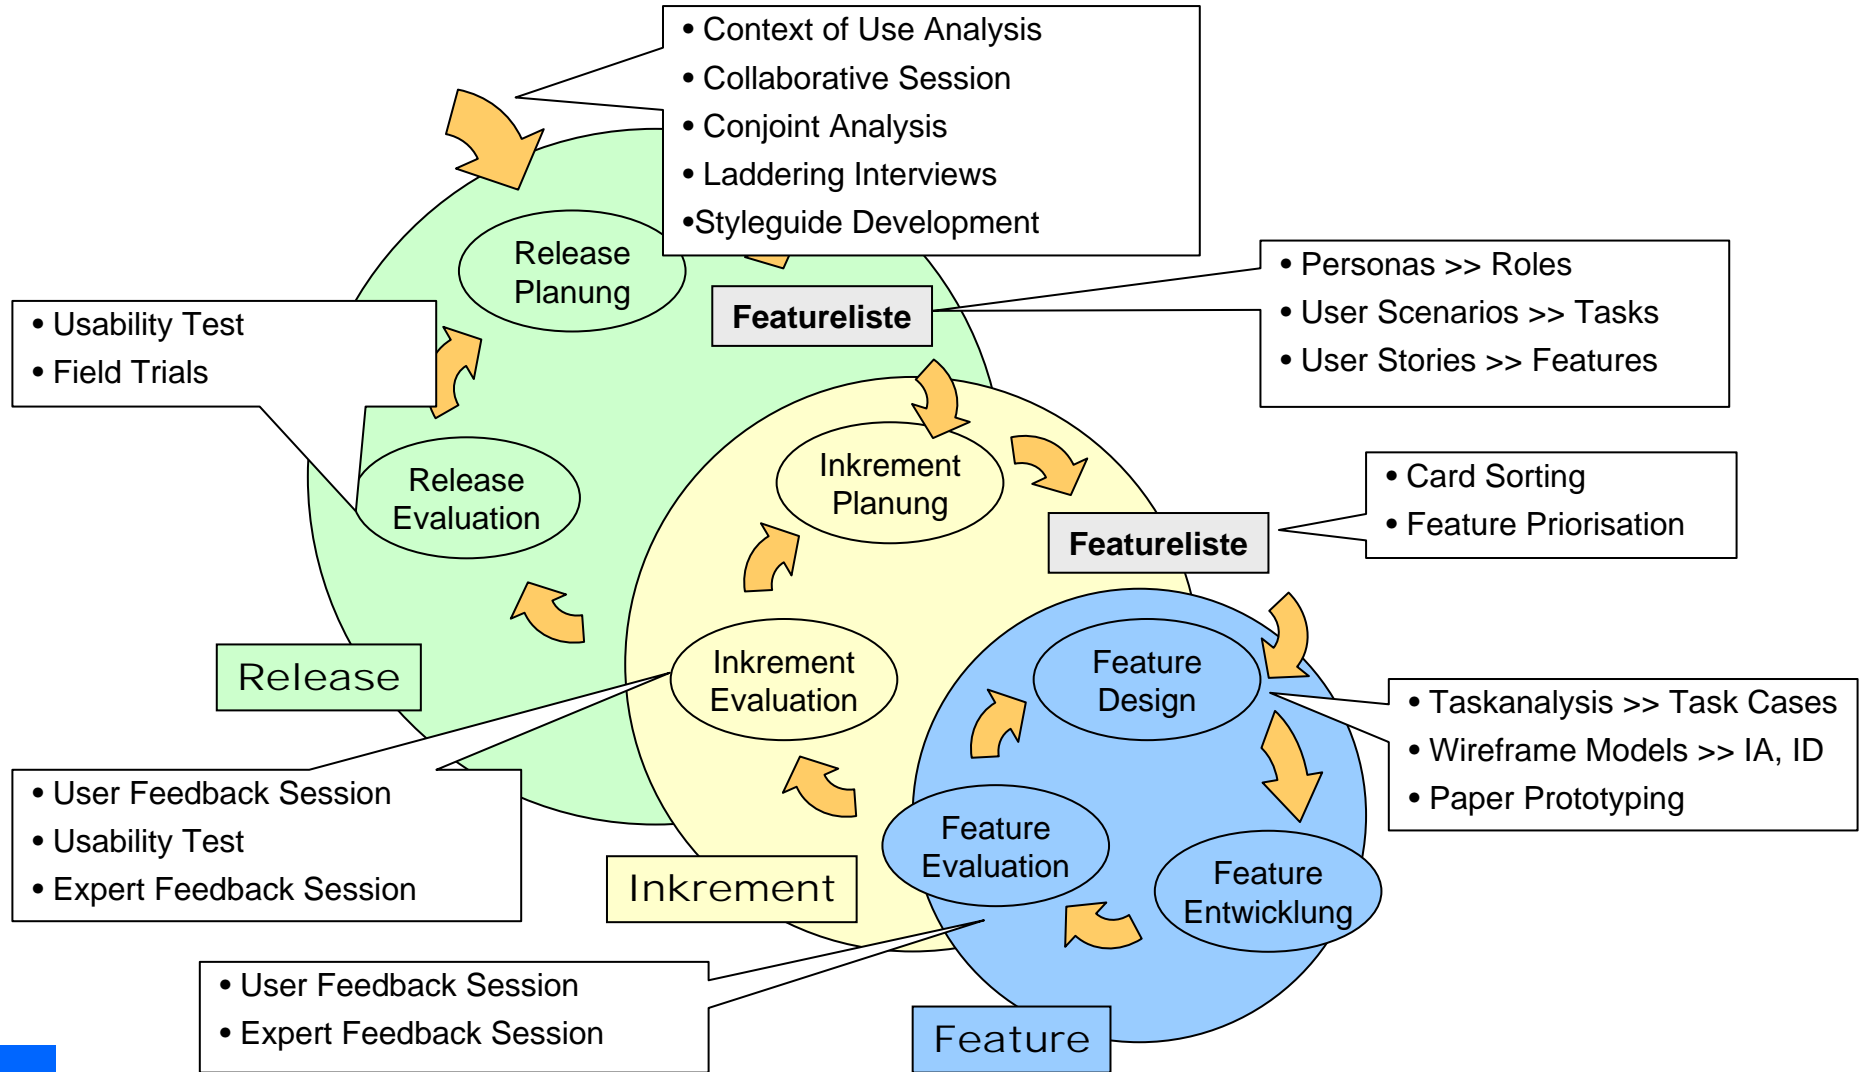 • Context of Use Analysis
• Collaborative Session
• Conjoint Analysis
• Laddering Interviews
•Styleguide Development
Release
Planung
• Personas >> Roles
• User Scenarios >> Tasks
• User Stories >> Features
Featureliste
• Usability Test
• Field Trials
Release
Evaluation
Inkrement
Planung
• Card Sorting
• Feature Priorisation
Featureliste
Release
Inkrement
Evaluation
Feature
Design
• Taskanalysis >> Task Cases
• Wireframe Models >> IA, ID
• Paper Prototyping
• User Feedback Session
• Usability Test
• Expert Feedback Session
Inkrement
Feature
Evaluation
Feature
Entwicklung
• User Feedback Session
• Expert Feedback Session
Feature